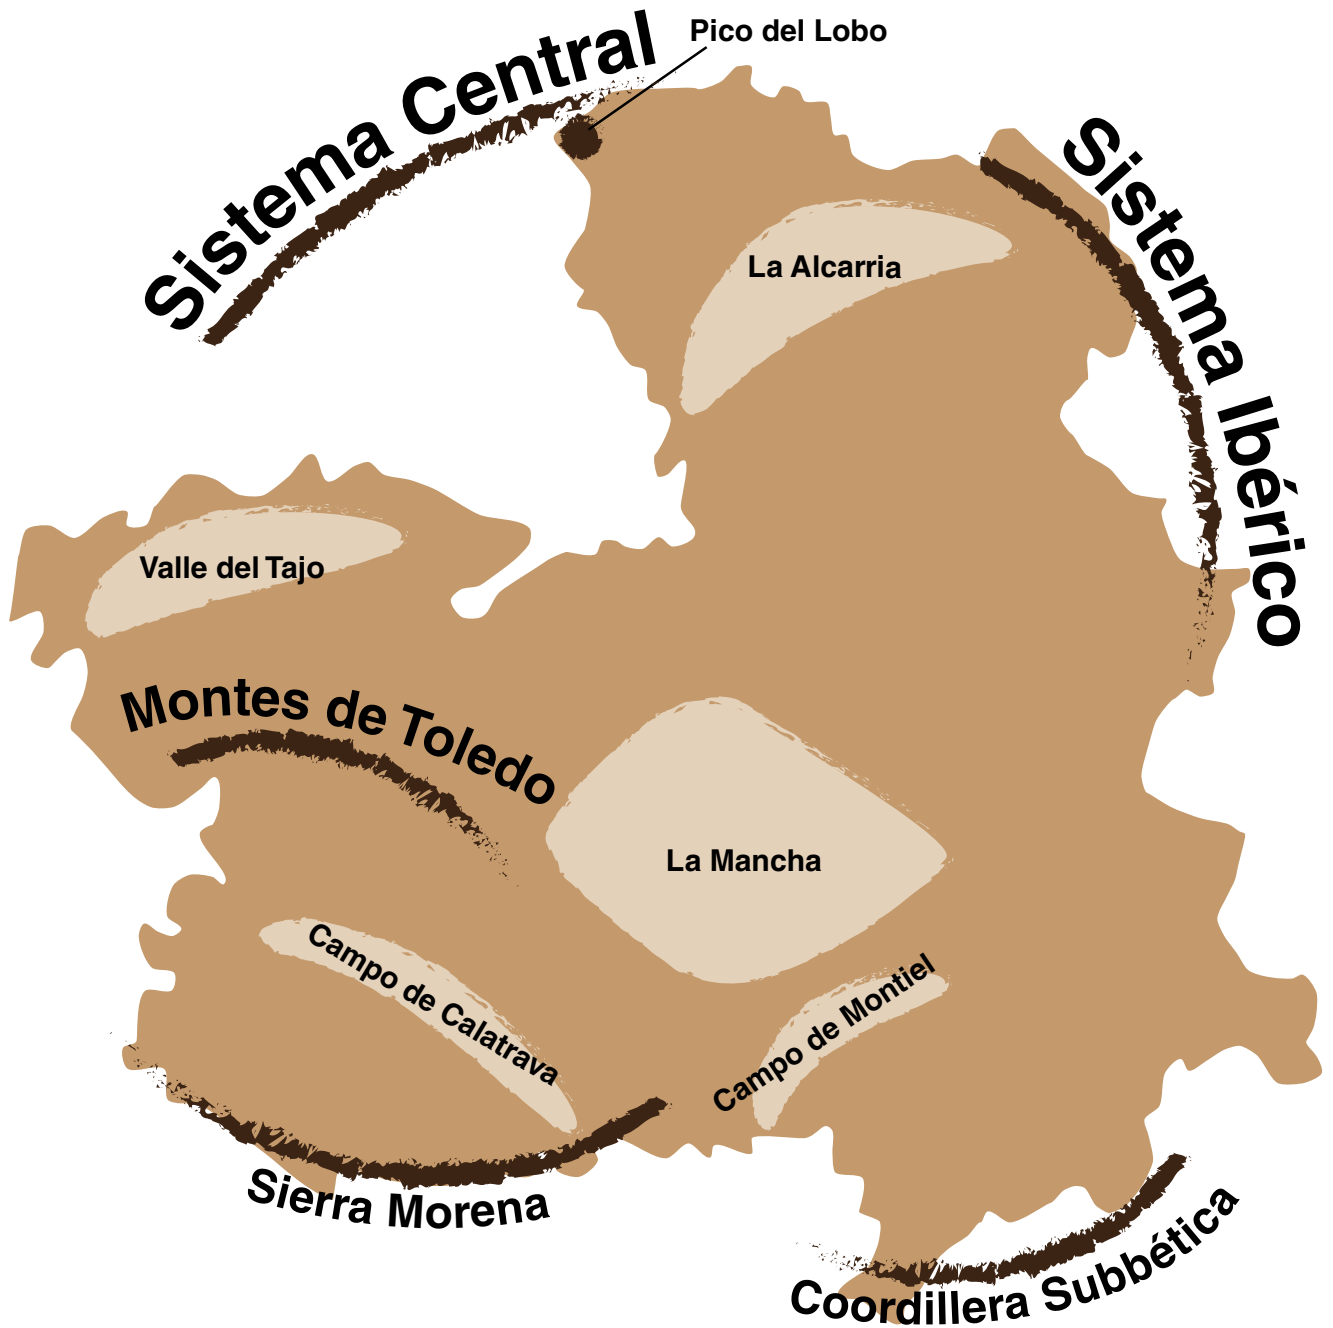 Pico del Lobo
Sistema Central
Sistema Ibérico
La Alcarria
Valle del Tajo
Montes de Toledo
La Mancha
Campo de Calatrava
Campo de Montiel
Sierra Morena
Coordillera Subbética